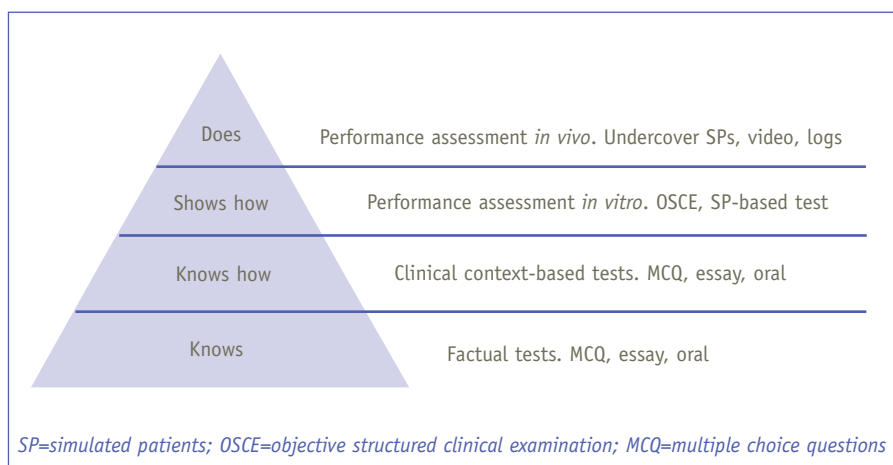 Does
Performance assessment in vivo. Undercover SPs, video, logs
Shows how
Performance assessment in vitro. OSCE, SP-based test
Knows how
Clinical context-based tests. MCQ, essay, oral
Knows
Factual tests. MCQ, essay, oral
SP=simulated patients; OSCE=objective structured clinical examination; MCQ=multiple choice questions